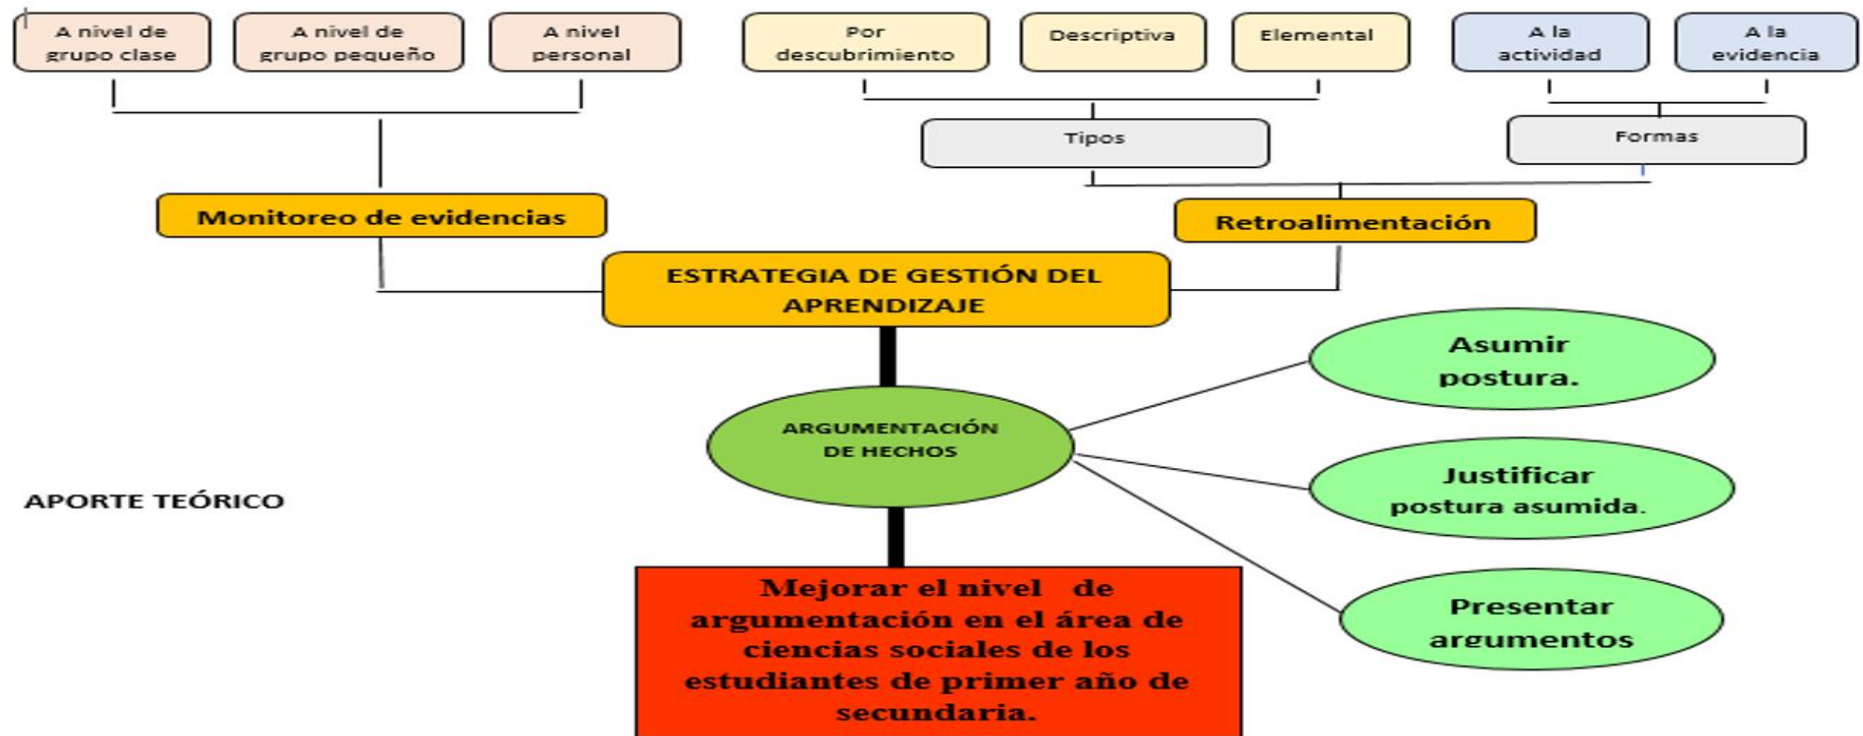 A nivel de
grupo clase
A nivel de
grupo pequeño
A nivel
personal
Por
descubrimiento
Descriptiva
Elemental
A la
actividad
A la
evidencia
Tipos
Formas
Monitoreo de evidencias
Retroalimentación
ESTRATEGIA DE GESTIÓN DEL
APRENDIZAJE
Asumir
postura.
ARGUMENTACIÓN
DE HECHOS
Justificar
postura asumida.
APORTE TEÓRICO
Presentar
argumentos
Mejorar el nivel de
argumentación en el área de
ciencias sociales de los
estudiantes de primer año de
secundaria.